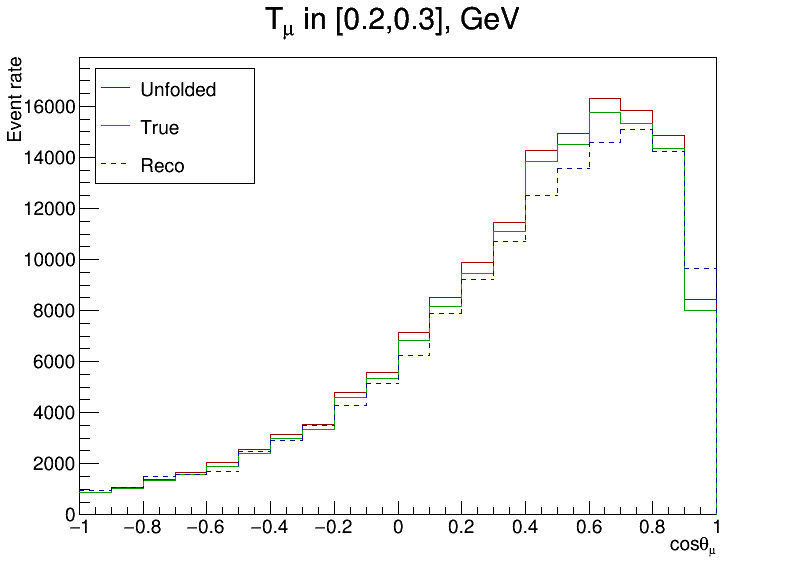 Tμ in [0.2,0.3], GeV
Event rate
Unfolded
True
Reco
16000
14000
12000
10000
8000
6000
4000
2000
0
−1 −0.8 −0.6 −0.4 −0.2 0 0.2 0.4 0.6 0.8 1
cosθμ